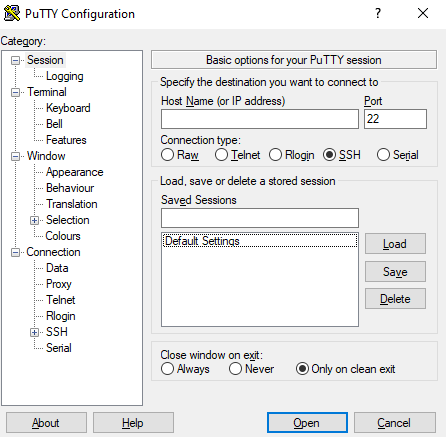 PuTTY Configuration
Category:
Session
Logging
Terminal
Keyboard
Bell
Features
Window
Appearance
Behaviour
Translation
Selection
Colours
Connection
Data
Proxy
Telnet
Rlogin
SSH
Serial
Basic options for your PuTTY session
Specify the destination you want to connect to
Host Name (or IP address) Port
22
Connection type:
Raw Telnet Rlogin SSH Serial
Load, save or delete a stored session
Saved Sessions
Default Settings
Load
Save
Delete
Close window on exit:
Always Never Only on clean exit
About Help Open Cancel